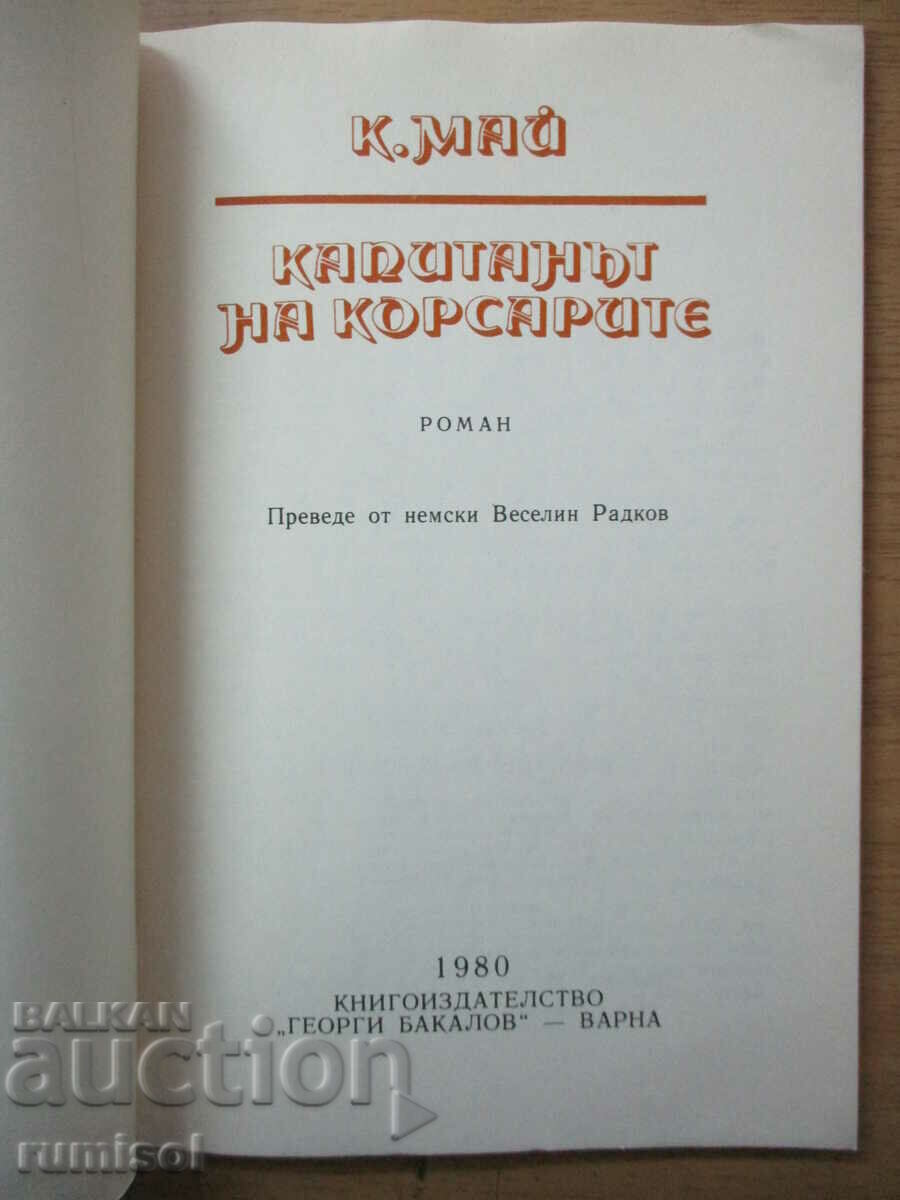 К. МАЙ
КАПИТАНЪТ
НА КОРСАРИТЕ
РОМАН
Преведе от немски Веселин Радков
1980
КНИГОИЗДАТЕЛСТВО
„ГЕОРГИ БАКАЛОВ“ — ВАРНА
BALKAN
auction
rumisol